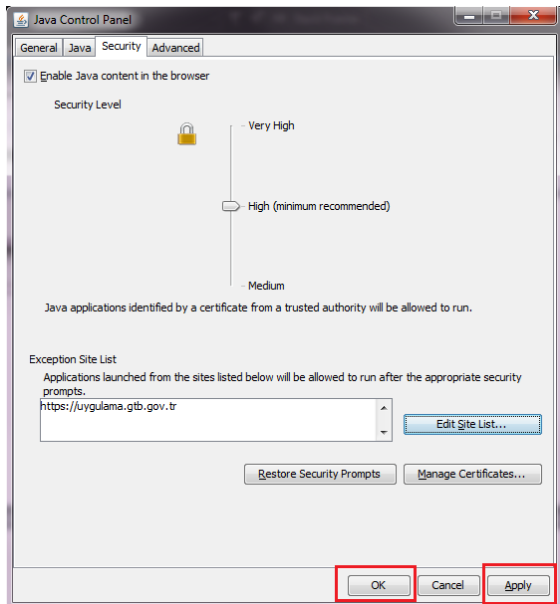 Java Control Panel
General Java Security Advanced
Enable Java content in the browser
Security Level
Very High
High (minimum recommended)
Medium
Java applications identified by a certificate from a trusted authority will be allowed to run.
Exception Site List
Applications launched from the sites listed below will be allowed to run after the appropriate security
prompts.
https://uygulama.gtb.gov.tr
Edit Site List...
Restore Security Prompts Manage Certificates...
OK Cancel Apply